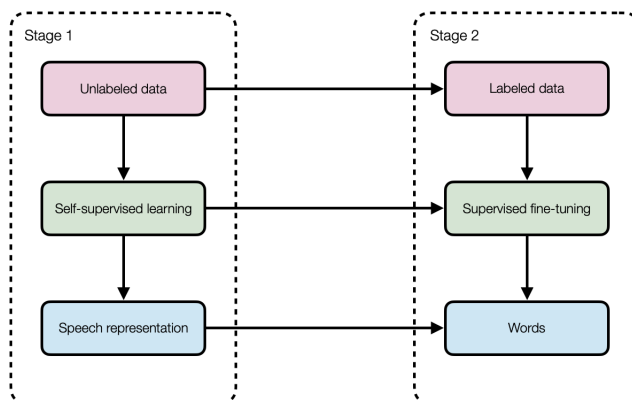 Stage 1
Stage 2
Unlabeled data
Labeled data
Self-supervised learning
Supervised fine-tuning
Speech representation
Words